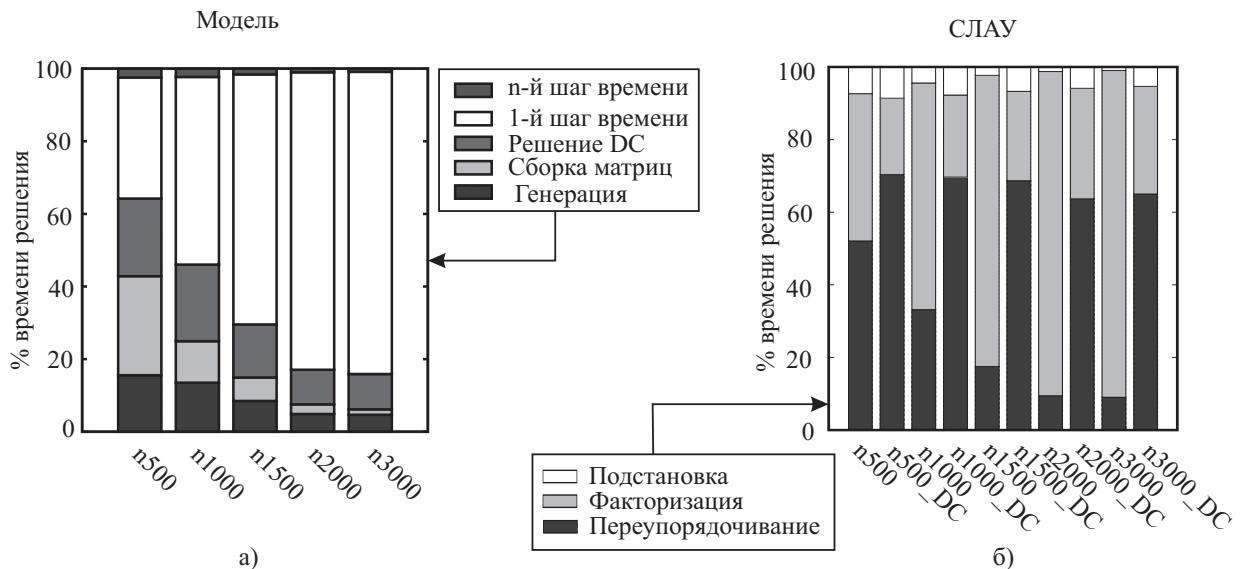 Модель
% времени решения
100
80
60
40
20
0
n500
n1000
n1500
n2000
n3000
а)
n-й шаг времени
1-й шаг времени
Решение DC
Сборка матриц
Генерация
СЛАУ
% времени решения
100
80
60
40
20
0
n500
n500_DC
n1000
n1000_DC
n1500
n1500_DC
n2000
n2000_DC
n3000
n3000_DC
Подстановка
Факторизация
Переупорядочивание
б)